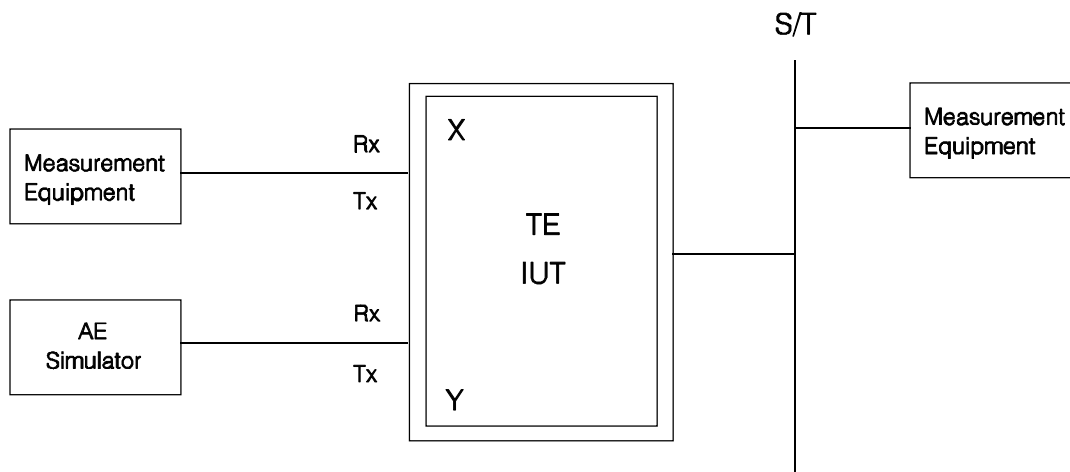 S/T
Measurement
Equipment
Rx
Tx
X
TE
IUT
Y
Measurement
Equipment
AE
Simulator
Rx
Tx